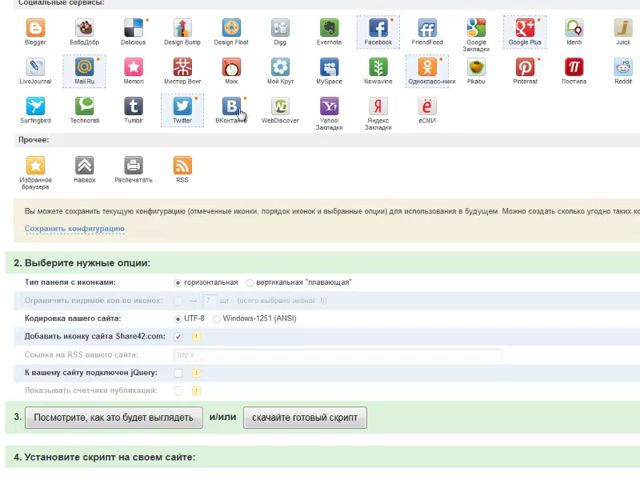 Социальные сервисы:
Blogger БобрДобр Delicious Design Bump Design Float Digg Evernote Facebook FriendFeed Google Закладки Google Plus Identi Juick
LiveJournal Mail.Ru Memori Мистер Вонг Mixx Мой Круг MySpace Newsvine Одноклассники Pikabu Pinterest Постила Reddit
Surfingbird Technorati Tumblr Twitter ВКонтакте WebDiscover Yahoo! Закладки Яндекс Закладки ёСМИ
Прочее:
Избранное браузера Наверх Распечатать RSS
Вы можете сохранить текущую конфигурацию (отмеченные иконки, порядок иконок и выбранные опции) для использования в будущем. Можно создать сколько угодно таких ко
Сохранить конфигурацию
2. Выберите нужные опции:
Тип панели с иконками: горизонтальная вертикальная "плавающая"
Ограничить видимое кол-во иконок: 7 шт. (всего выбрано иконок: 6)
Кодировка вашего сайта: UTF-8 Windows-1251 (ANSI)
Добавить иконку сайта Share42.com: !
Ссылка на RSS вашего сайта: http://
К вашему сайту подключен jQuery: !
Показывать счетчики публикаций: !
3. Посмотрите, как это будет выглядеть и/или скачайте готовый скрипт
4. Установите скрипт на своем сайте: